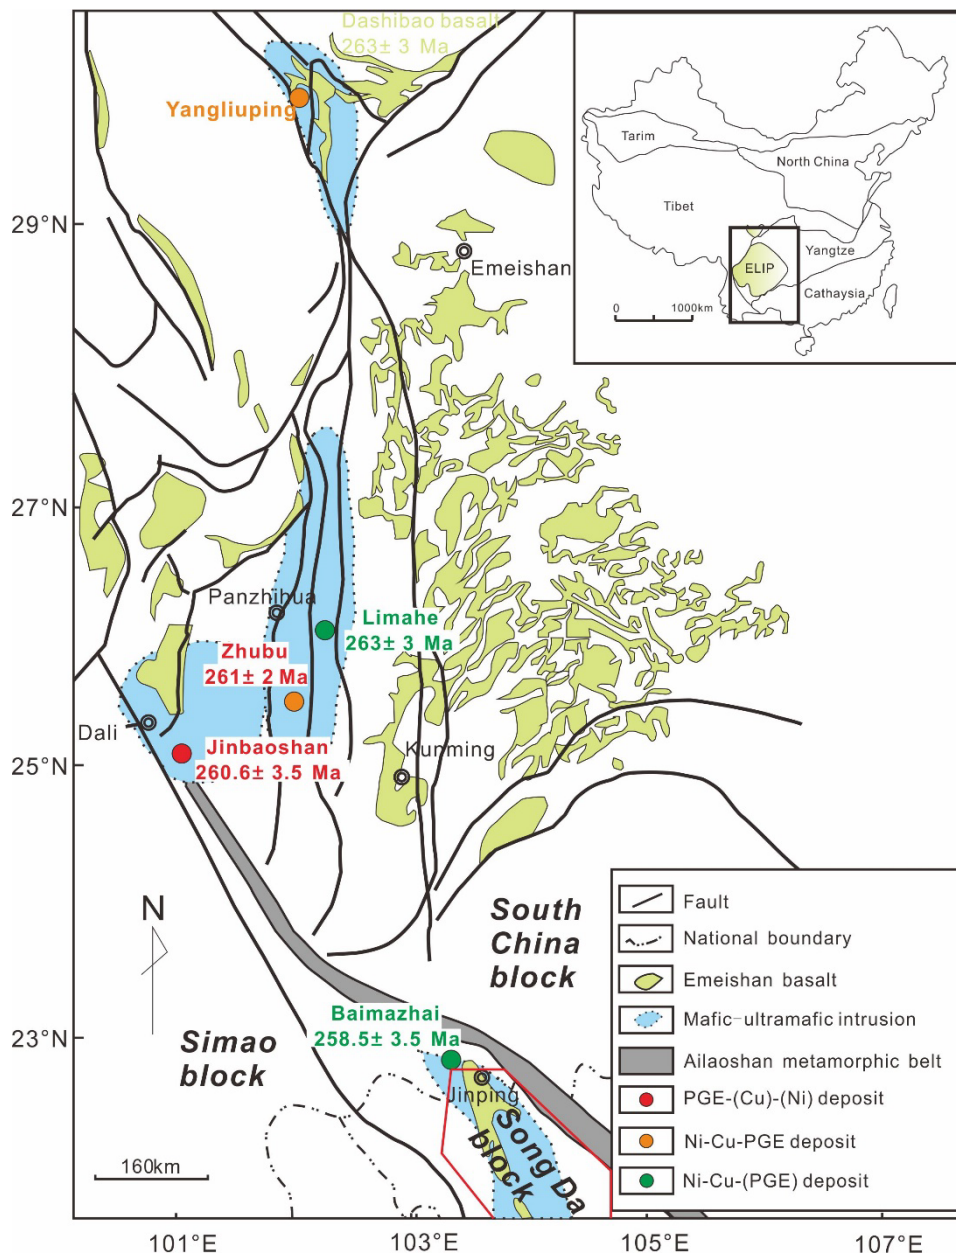 Dashibao basalt
263± 3 Ma
Yangliuping
29°N
Emeishan
27°N
Panzhihua
Limahe
263± 3 Ma
Zhubu
261± 2 Ma
Dali
Jinbaoshan
260.6± 3.5 Ma
Kunming
25°N
N
South
China
block
Baimazhai
258.5± 3.5 Ma
23°N
Simao
block
Jinping
Song Da
block
160km
101°E
103°E
105°E
107°E
Tarim
North China
Tibet
Yangtze
ELIP
Cathaysia
0
1000km
Fault
National boundary
Emeishan basalt
Mafic-ultramafic intrusion
Ailaoshan metamorphic belt
PGE-(Cu)-(Ni) deposit
Ni-Cu-PGE deposit
Ni-Cu-(PGE) deposit